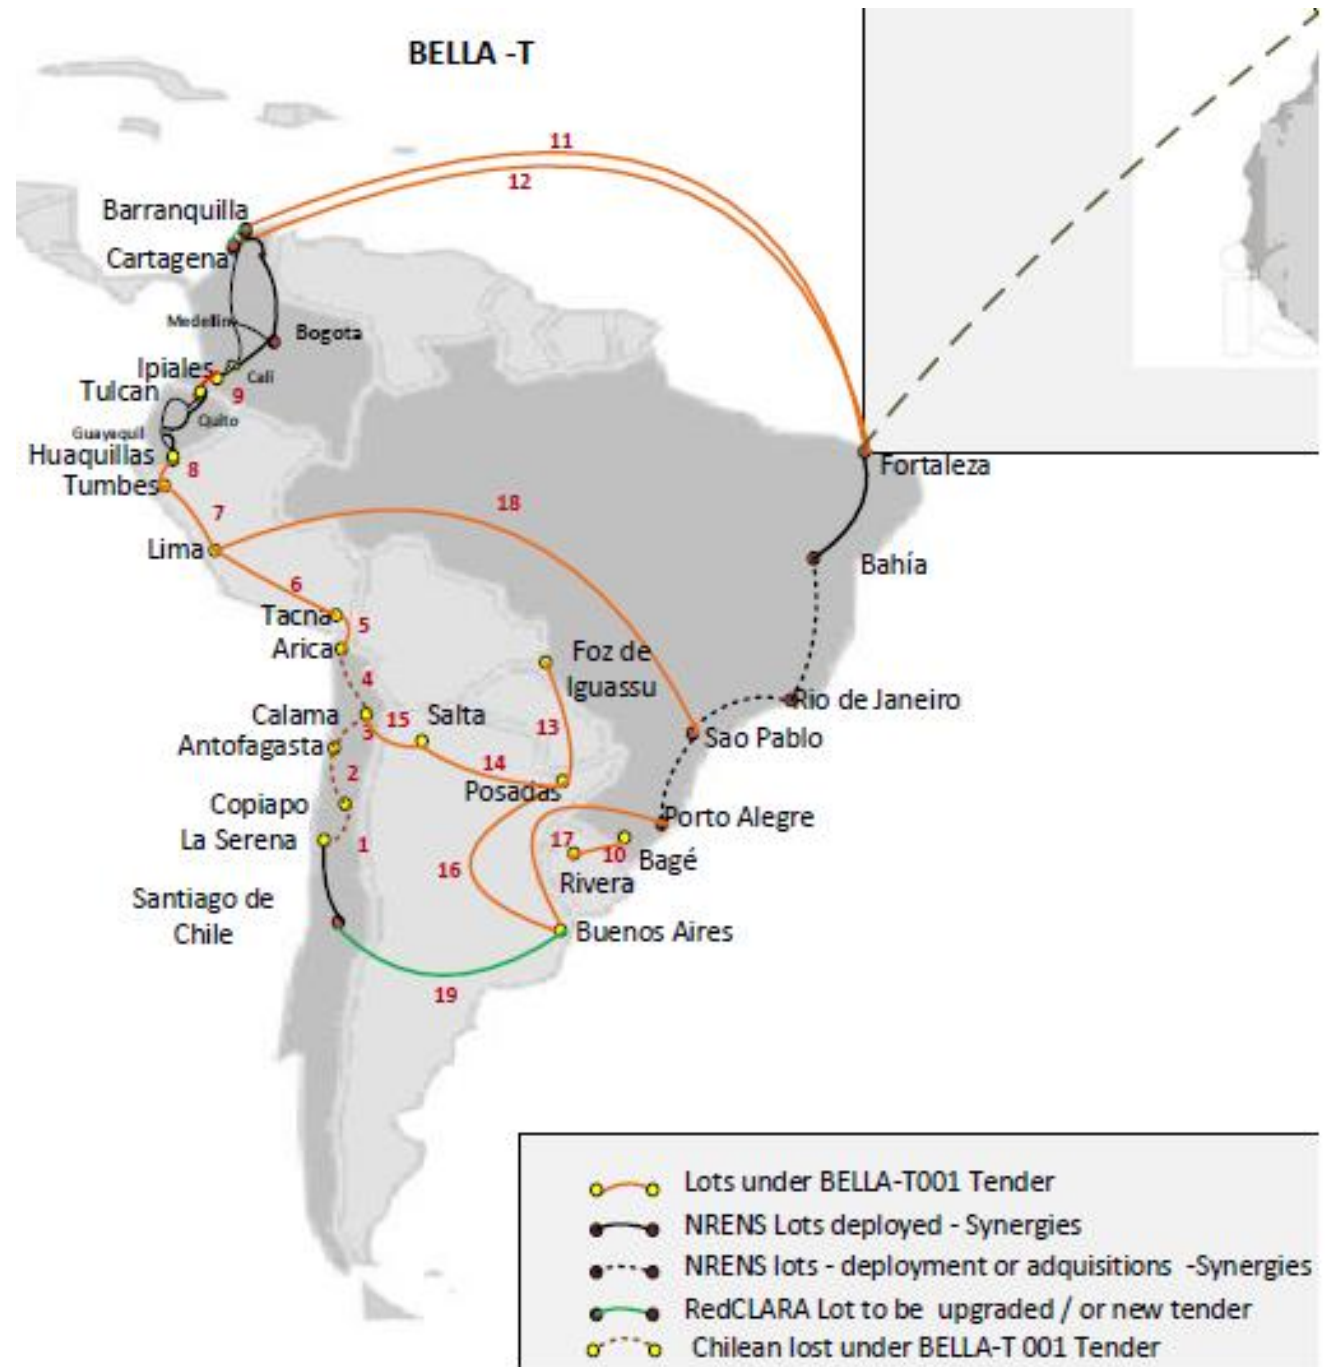 BELLA -T
11
12
Barranquilla
Cartagena
Medellin
Bogota
Ipiales
Cali
Tulcan
9
Quito
Guayaquil
Huaquillas
8
Fortaleza
Tumbes
7
18
Lima
Bahía
6
Tacna
5
Arica
Foz de
Iguassu
4
Rio de Janeiro
Calama
15
Salta
3
13
Sao Pablo
Antofagasta
14
2
Posadas
Copiapo
Porto Alegre
La Serena
1
17
10
Bagé
16
Rivera
Santiago de
Chile
Buenos Aires
19
Lots under BELLA-T001 Tender
NRENS Lots deployed - Synergies
NRENS lots - deployment or adquisitions -Synergies
RedCLARA Lot to be upgraded / or new tender
Chilean lost under BELLA-T 001 Tender